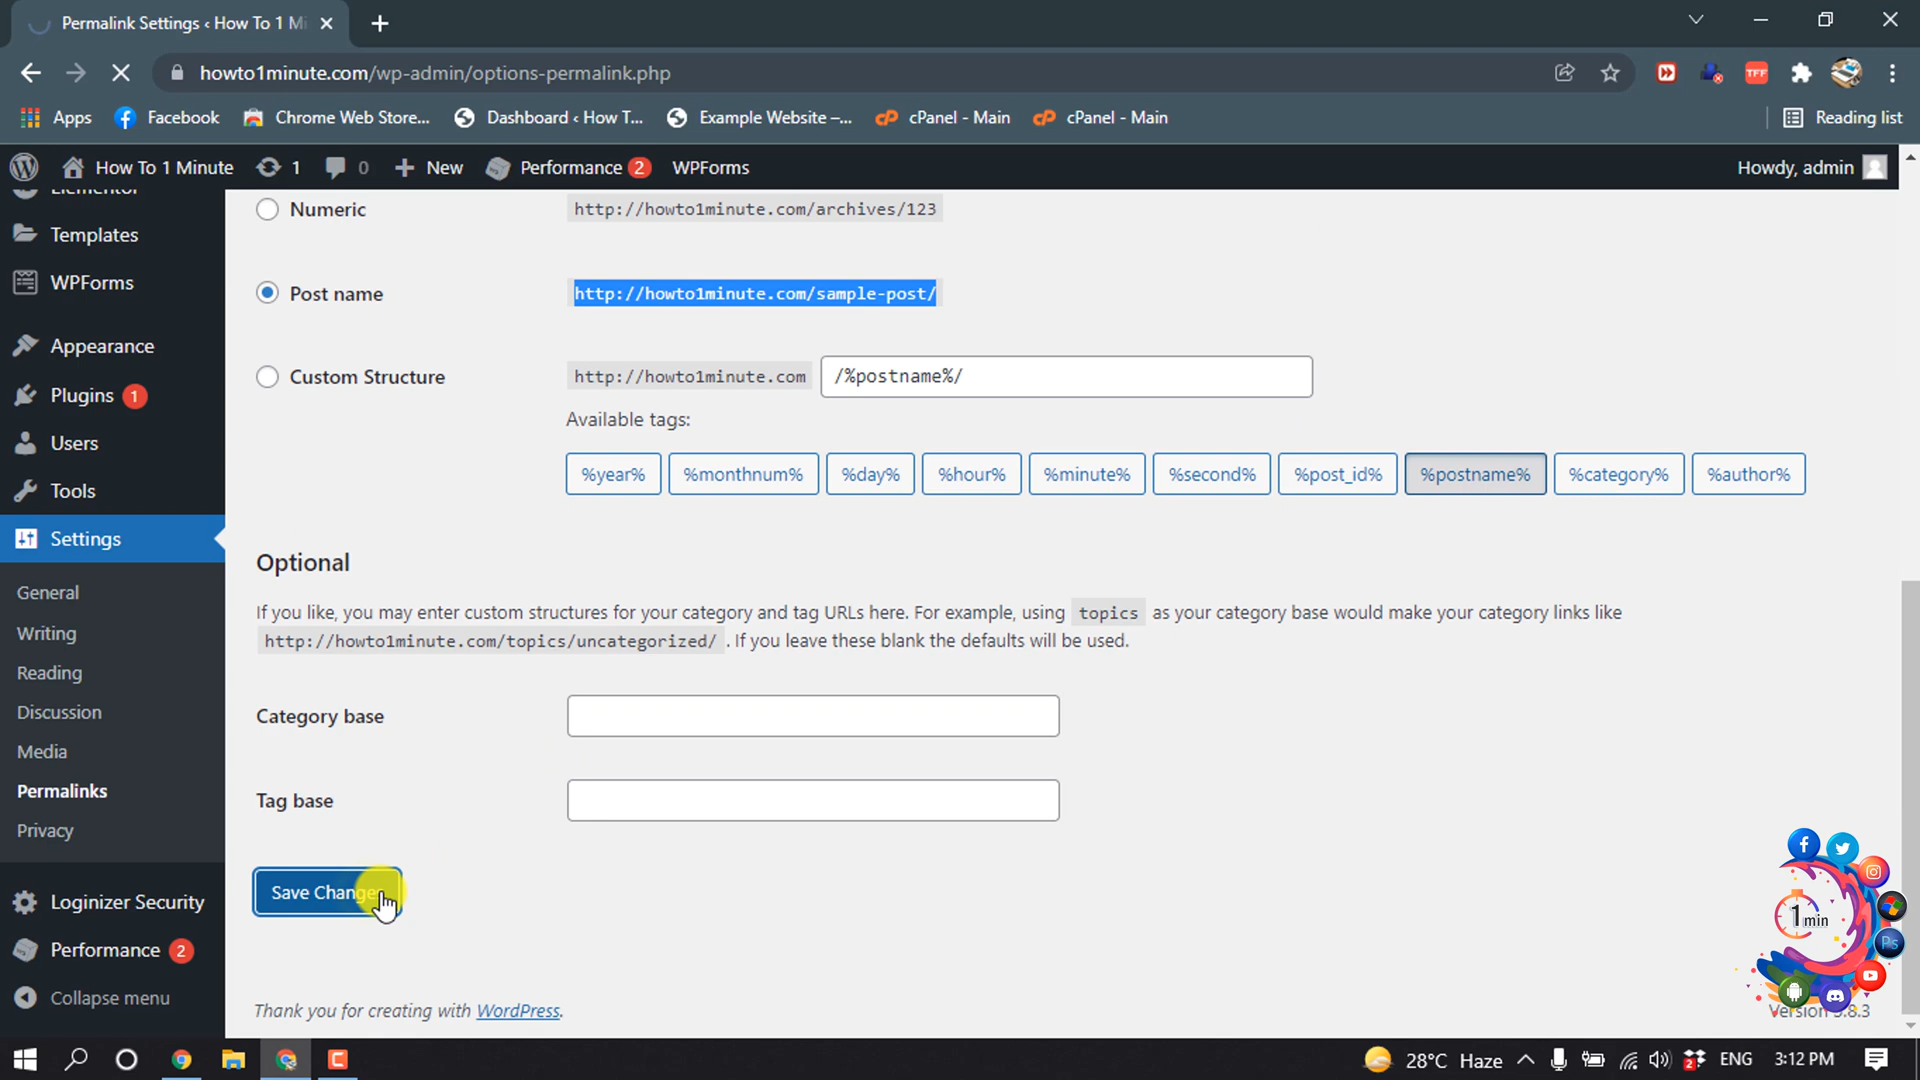 Permalink Settings ‹ How To 1 Mi
howto1minute.com/wp-admin/options-permalink.php
TFF
Apps Facebook Chrome Web Store... Dashboard ‹ How T... Example Website –... cPanel - Main cPanel - Main Reading list
How To 1 Minute 1 0 New Performance 2 WPForms Howdy, admin
Elementor
Templates
WPForms
Appearance
Plugins 1
Users
Tools
Settings
General
Writing
Reading
Discussion
Media
Permalinks
Privacy
Loginizer Security
Performance 2
Collapse menu
Numeric http://howto1minute.com/archives/123
Post name http://howto1minute.com/sample-post/
Custom Structure http://howto1minute.com /%postname%/
Available tags:
%year% %monthnum% %day% %hour% %minute% %second% %post_id% %postname% %category% %author%
Optional
If you like, you may enter custom structures for your category and tag URLs here. For example, using topics as your category base would make your category links like
http://howto1minute.com/topics/uncategorized/ . If you leave these blank the defaults will be used.
Category base
Tag base
Save Change
1 min
Ps
Thank you for creating with WordPress.
Version 5.8.3
28°C Haze 2 ENG 3:12 PM